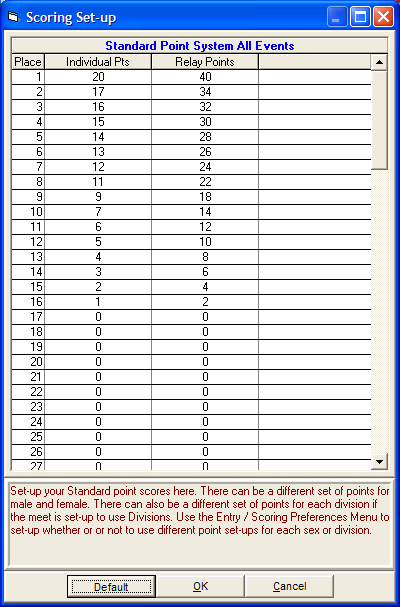 Scoring Set-up
Standard Point System All Events
Place Individual Pts Relay Points
1 20 40
2 17 34
3 16 32
4 15 30
5 14 28
6 13 26
7 12 24
8 11 22
9 9 18
10 7 14
11 6 12
12 5 10
13 4 8
14 3 6
15 2 4
16 1 2
17 0 0
18 0 0
19 0 0
20 0 0
21 0 0
22 0 0
23 0 0
24 0 0
25 0 0
26 0 0
27 0 0
Set-up your Standard point scores here. There can be a different set of points for
male and female. There can also be a different set of points for each division if
the meet is set-up to use Divisions. Use the Entry / Scoring Preferences Menu to
set-up whether or or not to use different point set-ups for each sex or division.
Default OK Cancel